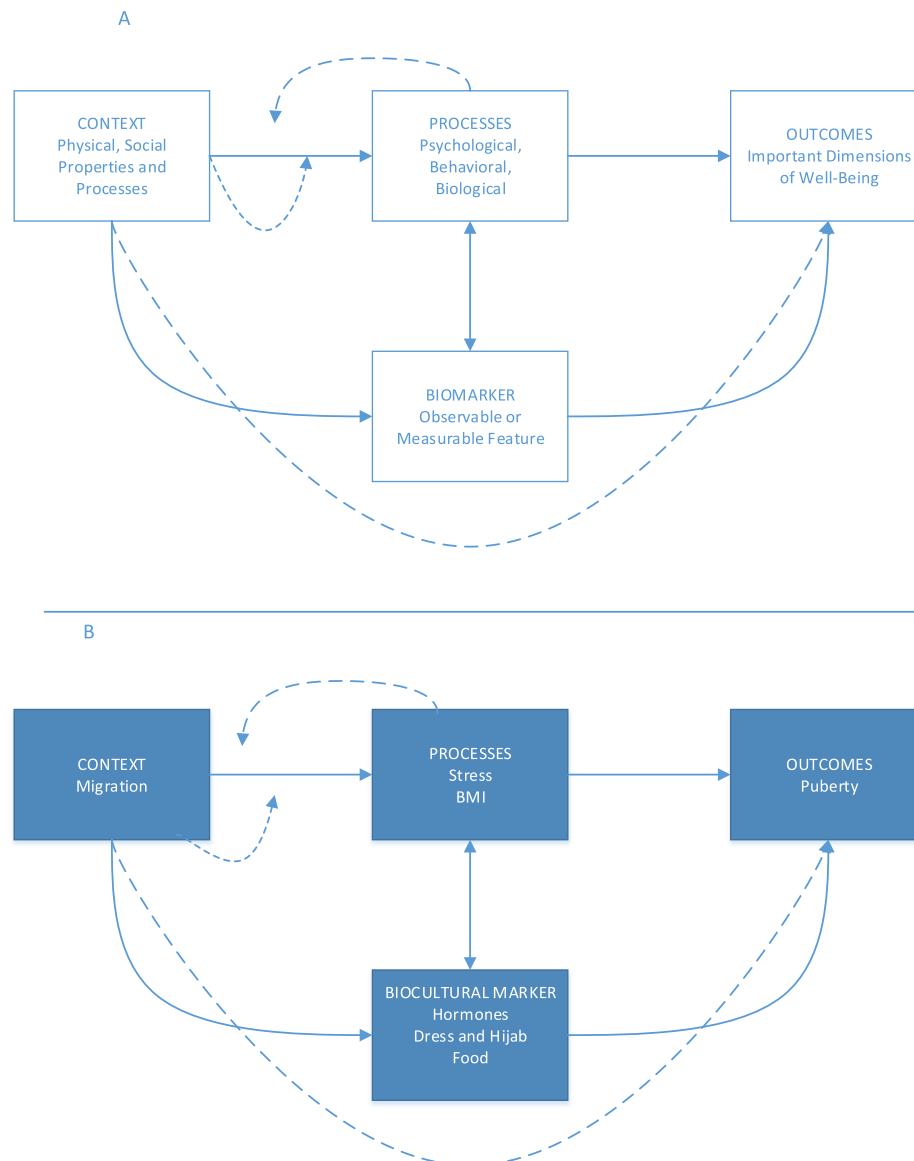 A
CONTEXT
Physical, Social
Properties and
Processes
PROCESSES
Psychological,
Behavioral,
Biological
OUTCOMES
Important Dimensions
of Well-Being
BIOMARKER
Observable or
Measurable Feature
B
CONTEXT
Migration
PROCESSES
Stress
BMI
OUTCOMES
Puberty
BIOCULTURAL MARKER
Hormones
Dress and Hijab
Food